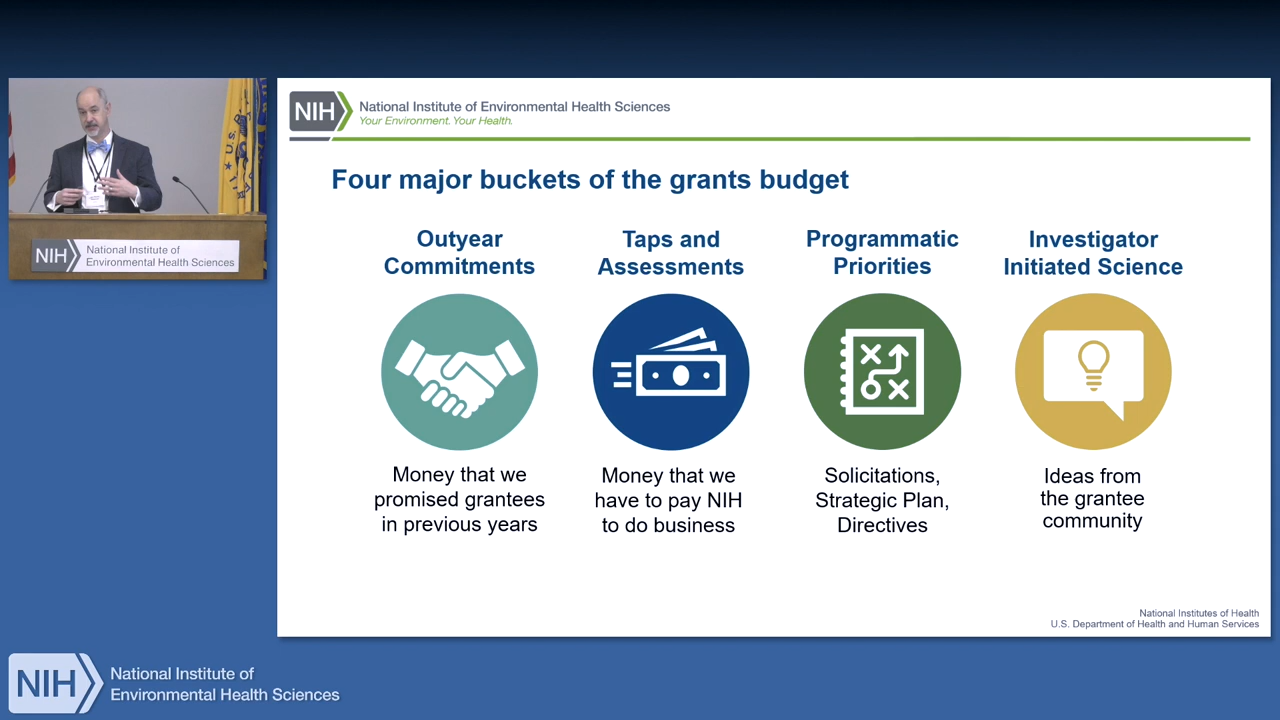 NIH
National Institute of
Environmental Health Sciences
NIH
National Institute of Environmental Health Sciences
Your Environment. Your Health.
Four major buckets of the grants budget
Outyear
Commitments
Money that we
promised grantees
in previous years
Taps and
Assessments
Money that we
have to pay NIH
to do business
Programmatic
Priorities
Solicitations,
Strategic Plan,
Directives
Investigator
Initiated Science
Ideas from
the grantee
community
National Institutes of Health
U.S. Department of Health and Human Services
NIH
National Institute of
Environmental Health Sciences